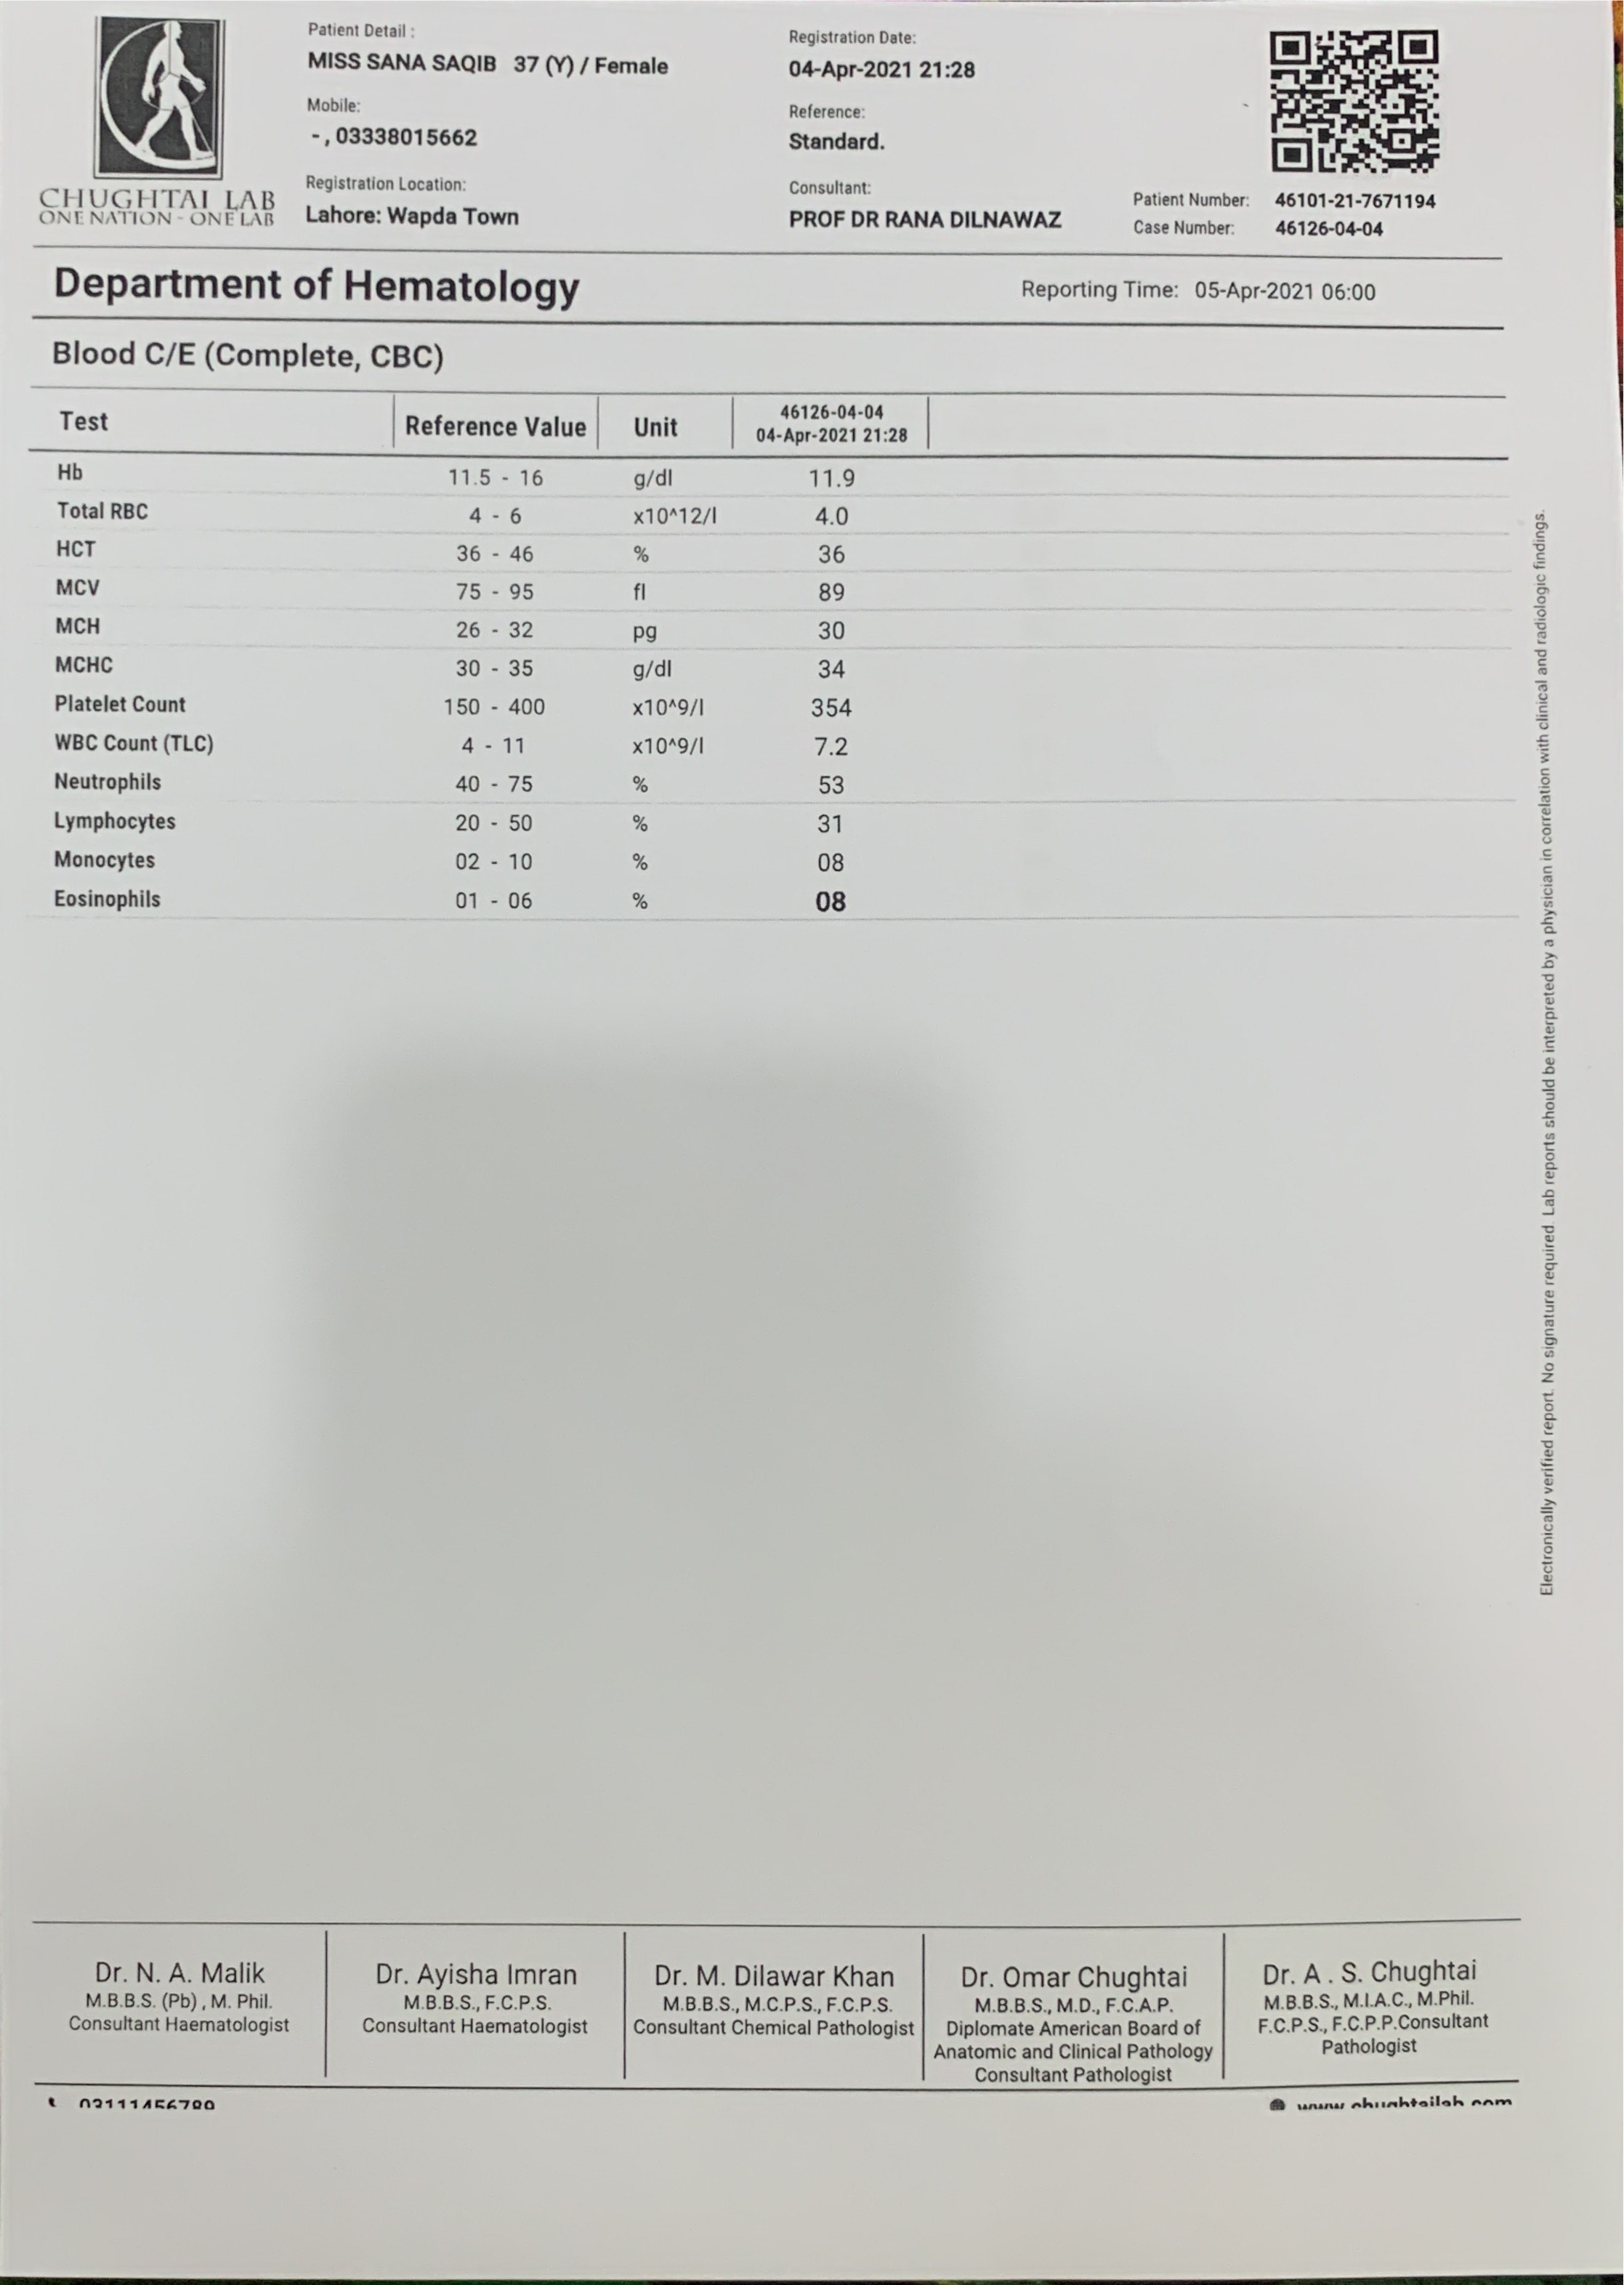 CHUGHTAI LAB
ONE NATION - ONE LAB
Patient Detail :
MISS SANA SAQIB 37 (Y) / Female
Mobile:
- , 03338015662
Registration Location:
Lahore: Wapda Town
Registration Date:
04-Apr-2021 21:28
Reference:
Standard.
Consultant:
PROF DR RANA DILNAWAZ
Patient Number: 46101-21-7671194
Case Number: 46126-04-04
Department of Hematology
Reporting Time: 05-Apr-2021 06:00
Blood C/E (Complete, CBC)
Test Reference Value Unit 46126-04-04
04-Apr-2021 21:28
Hb 11.5 - 16 g/dl 11.9
Total RBC 4 - 6 x10^12/l 4.0
HCT 36 - 46 % 36
MCV 75 - 95 fl 89
MCH 26 - 32 pg 30
MCHC 30 - 35 g/dl 34
Platelet Count 150 - 400 x10^9/l 354
WBC Count (TLC) 4 - 11 x10^9/l 7.2
Neutrophils 40 - 75 % 53
Lymphocytes 20 - 50 % 31
Monocytes 02 - 10 % 08
Eosinophils 01 - 06 % 08
Electronically verified report. No signature required. Lab reports should be interpreted by a physician in correlation with clinical and radiologic findings.
Dr. N. A. Malik
M.B.B.S. (Pb) , M. Phil.
Consultant Haematologist
Dr. Ayisha Imran
M.B.B.S., F.C.P.S.
Consultant Haematologist
Dr. M. Dilawar Khan
M.B.B.S., M.C.P.S., F.C.P.S.
Consultant Chemical Pathologist
Dr. Omar Chughtai
M.B.B.S., M.D., F.C.A.P.
Diplomate American Board of
Anatomic and Clinical Pathology
Consultant Pathologist
Dr. A . S. Chughtai
M.B.B.S., M.I.A.C., M.Phil.
F.C.P.S., F.C.P.P.Consultant
Pathologist
03111456789
www.chughtailab.com